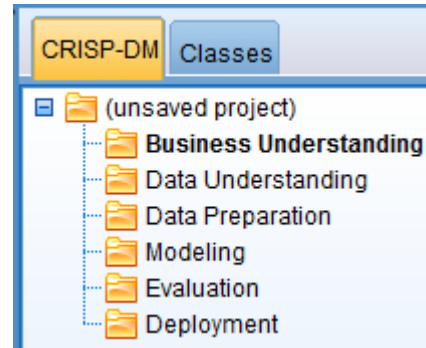 CRISP-DM Classes
(unsaved project)
Business Understanding
Data Understanding
Data Preparation
Modeling
Evaluation
Deployment